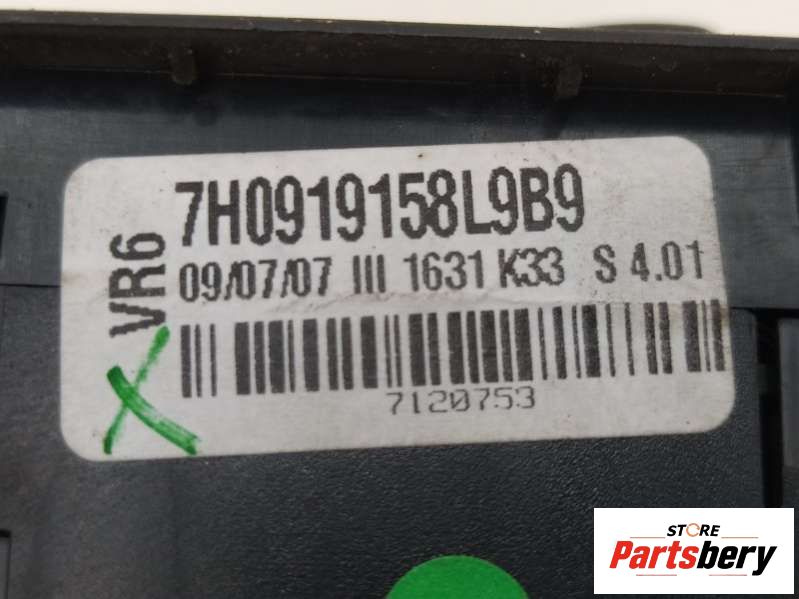 7H0919158L9B9
VR6
09/07/07 III 1631 K33 S 4.01
7120753
STORE
Partsbery